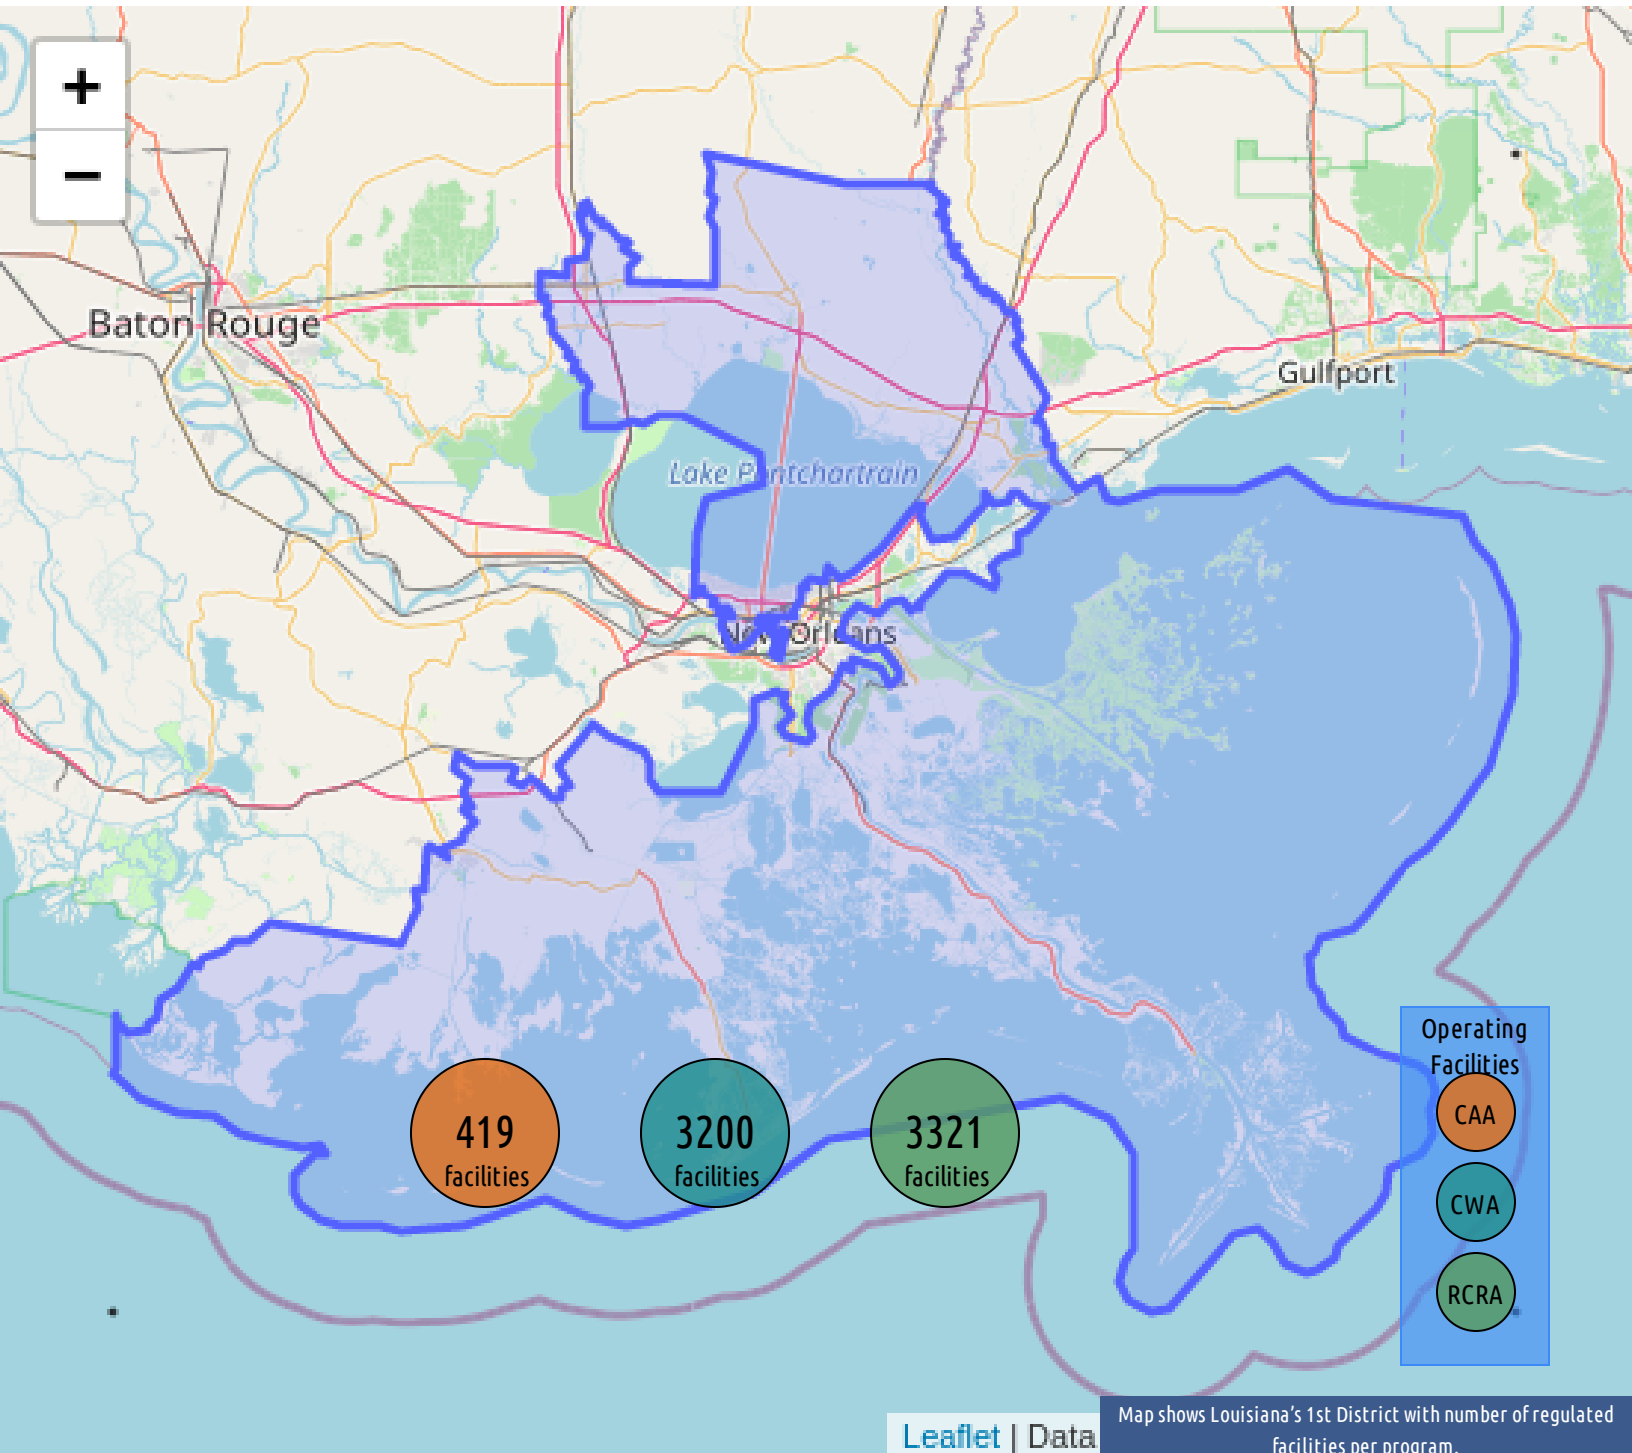 +
−
Baton Rouge
Gulfport
Lake Pontchartrain
New Orleans
Operating
Facilities
CAA
CWA
RCRA
419
facilities
3200
facilities
3321
facilities
Leaflet | Data
Map shows Louisiana's 1st District with number of regulated
facilities per program.